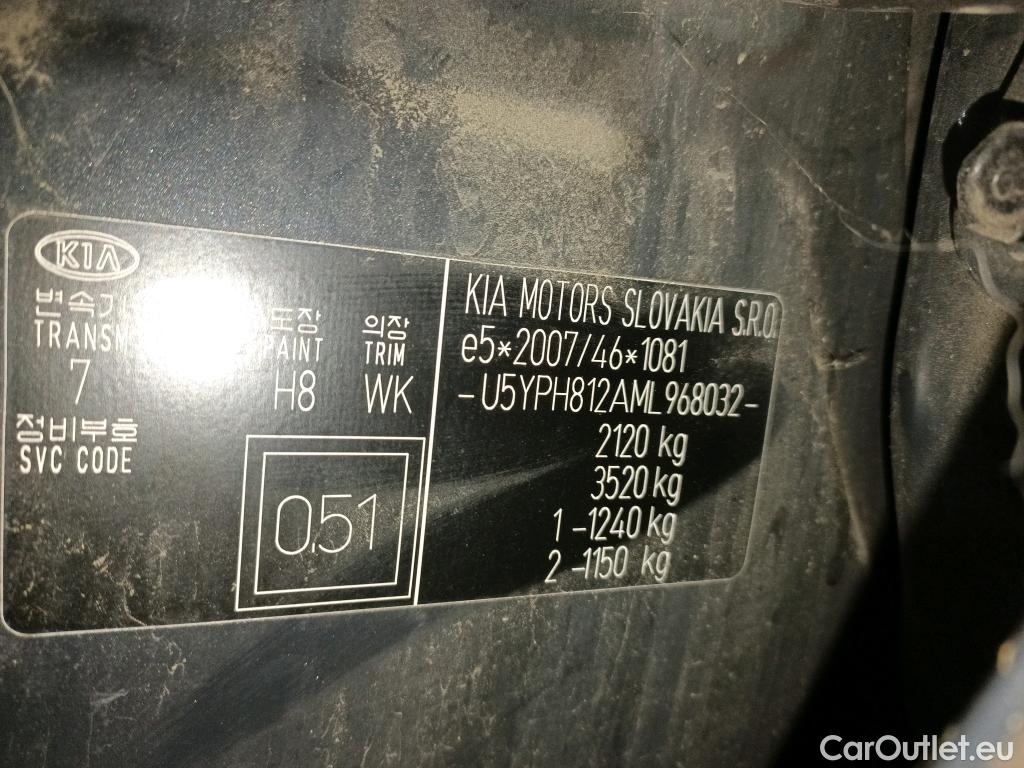 KIA
변속기
TRANSM
7
도장
PAINT
H8
의장
TRIM
WK
정비부호
SVC CODE
0,51
KIA MOTORS SLOVAKIA S.R.O.
e5*2007/46*1081
-U5YPH812AML968032-
2120 kg
3520 kg
1 -1240 kg
2 -1150 kg
CarOutlet.eu